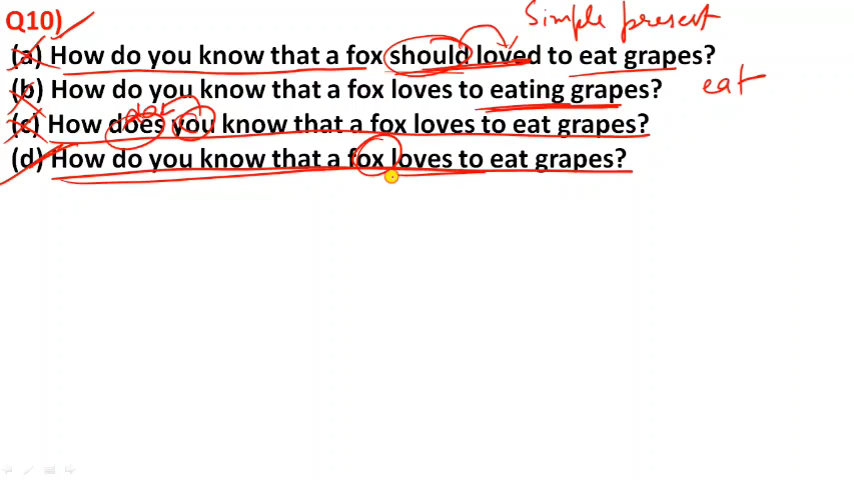 Simple present
Q10)
(a) How do you know that a fox should loved to eat grapes?
(b) How do you know that a fox loves to eating grapes? eat
(c) How does you know that a fox loves to eat grapes?
(d) How do you know that a fox loves to eat grapes?